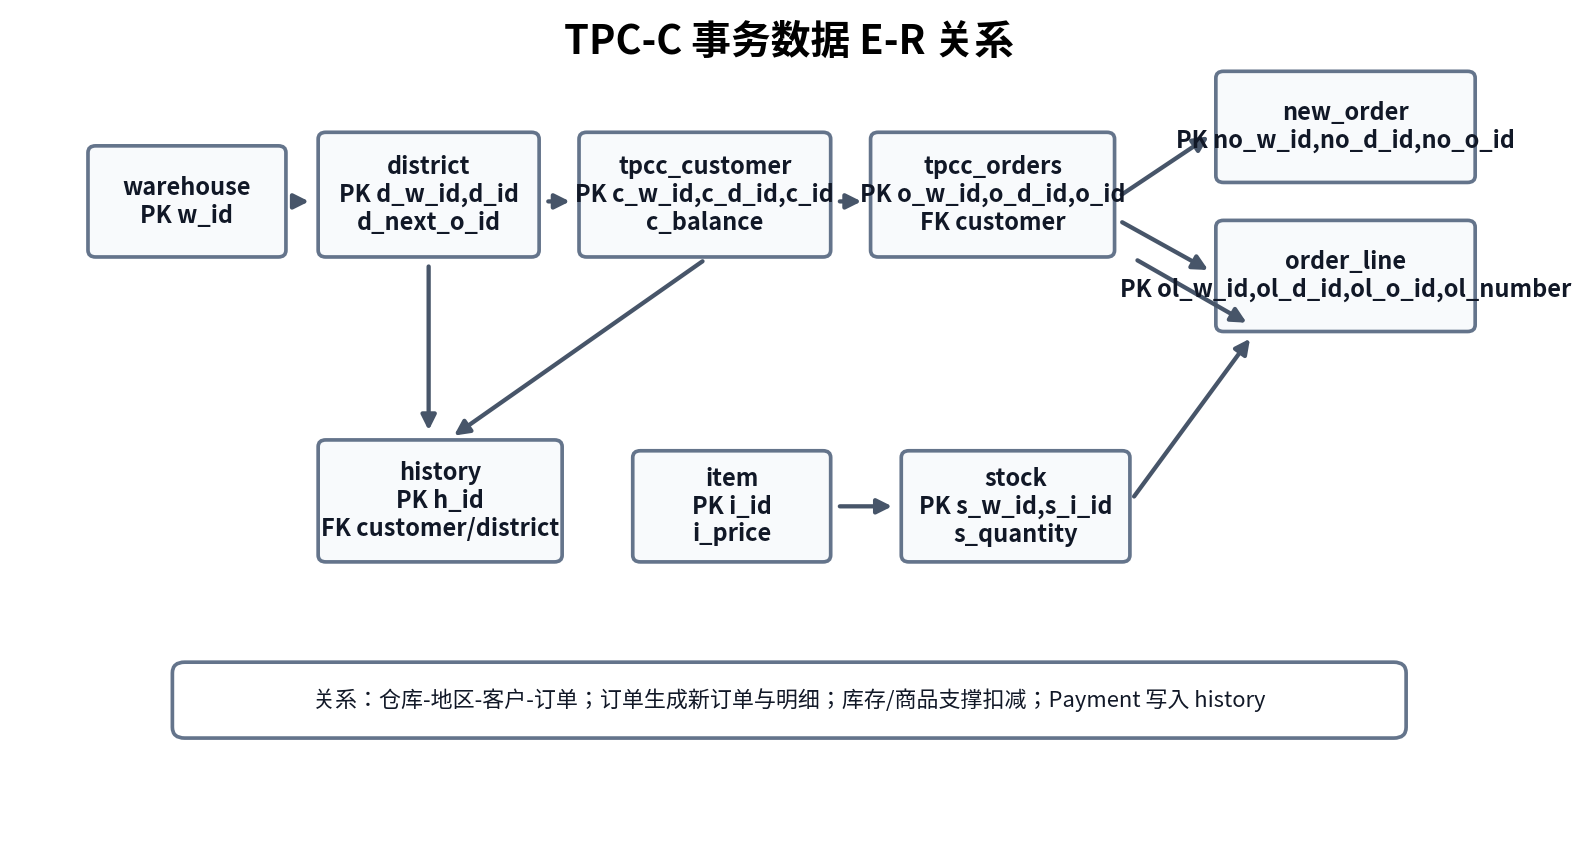 TPC-C 事务数据 E-R 关系
warehouse
PK w_id
district
PK d_w_id,d_id
d_next_o_id
tpcc_customer
PK c_w_id,c_d_id,c_id
c_balance
tpcc_orders
PK o_w_id,o_d_id,o_id
FK customer
new_order
PK no_w_id,no_d_id,no_o_id
order_line
PK ol_w_id,ol_d_id,ol_o_id,ol_number
history
PK h_id
FK customer/district
item
PK i_id
i_price
stock
PK s_w_id,s_i_id
s_quantity
关系：仓库-地区-客户-订单；订单生成新订单与明细；库存/商品支撑扣减；Payment 写入 history